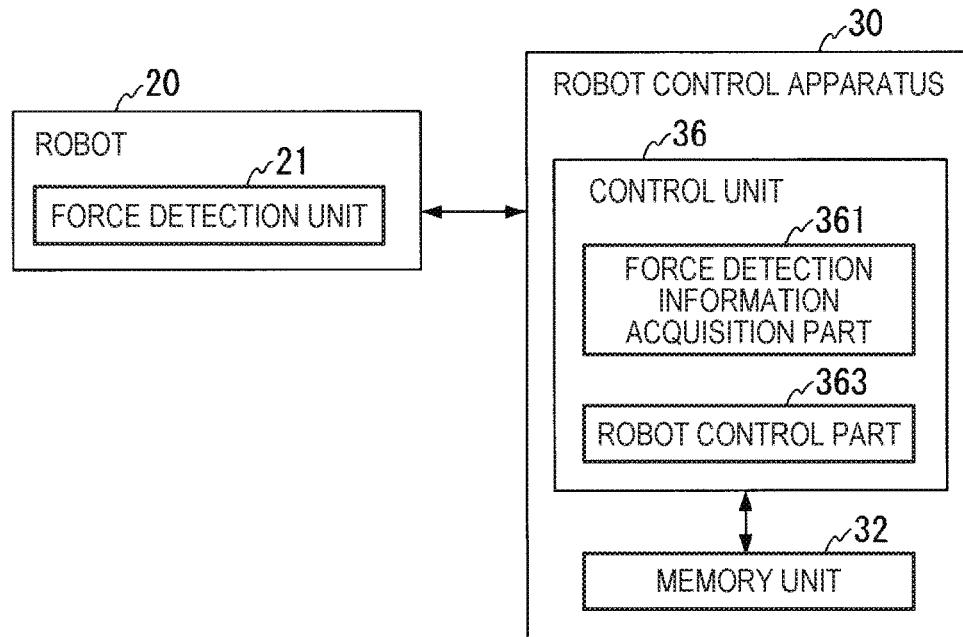 30
ROBOT CONTROL APPARATUS
20
ROBOT
21
FORCE DETECTION UNIT
36
CONTROL UNIT
361
FORCE DETECTION
INFORMATION
ACQUISITION PART
363
ROBOT CONTROL PART
32
MEMORY UNIT